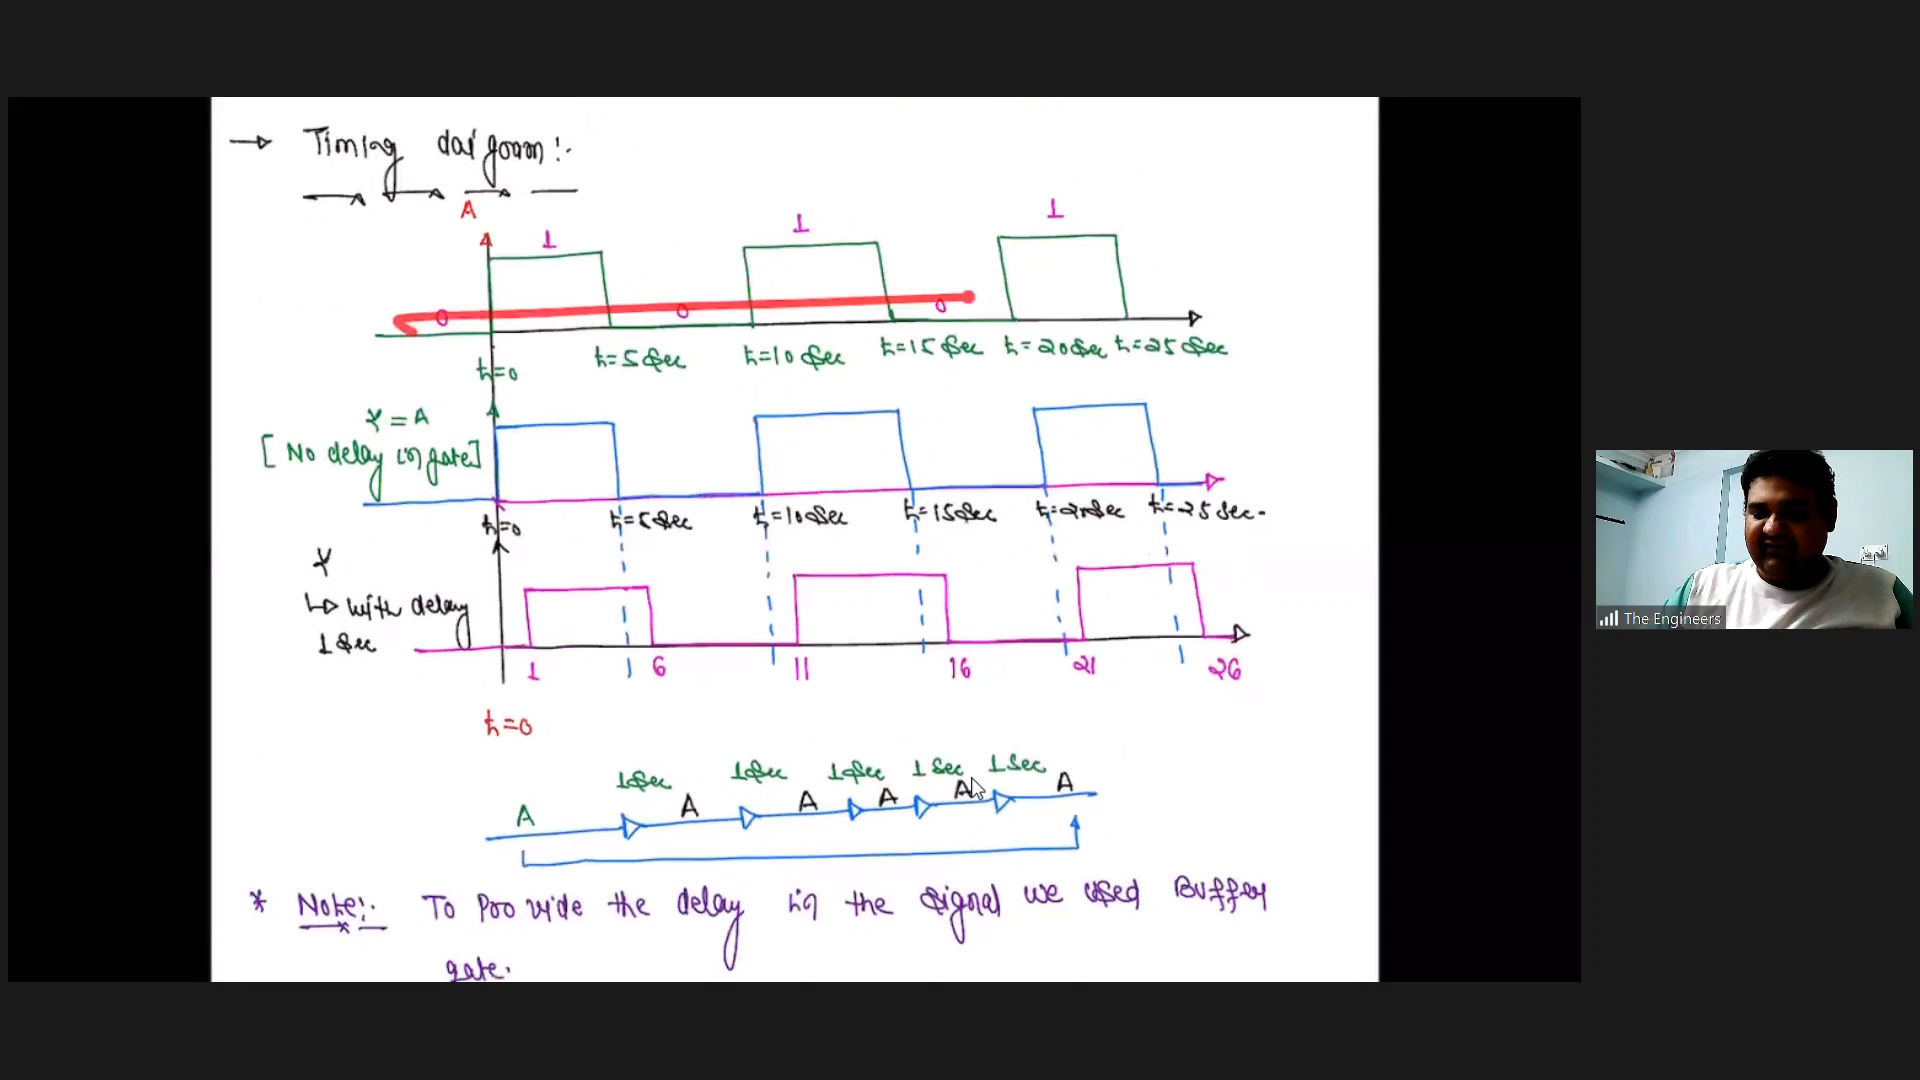 → Timing daigram:-
A
1 1 1
0 0 0
t=0 t=5 Sec t=10 Sec t=15 Sec t=20 Sec t=25 Sec
Y = A
[ No delay in gate]
t=0 t=5 Sec t=10 Sec t=15 Sec t=20 Sec t=25 Sec.
Y
↳ with delay
1 Sec
1 6 11 16 21 26
t=0
1 Sec 1 Sec 1 Sec 1 Sec 1 Sec
A A A A A A
* Note:- To Provide the delay in the Signal we used Buffer
gate.
The Engineers